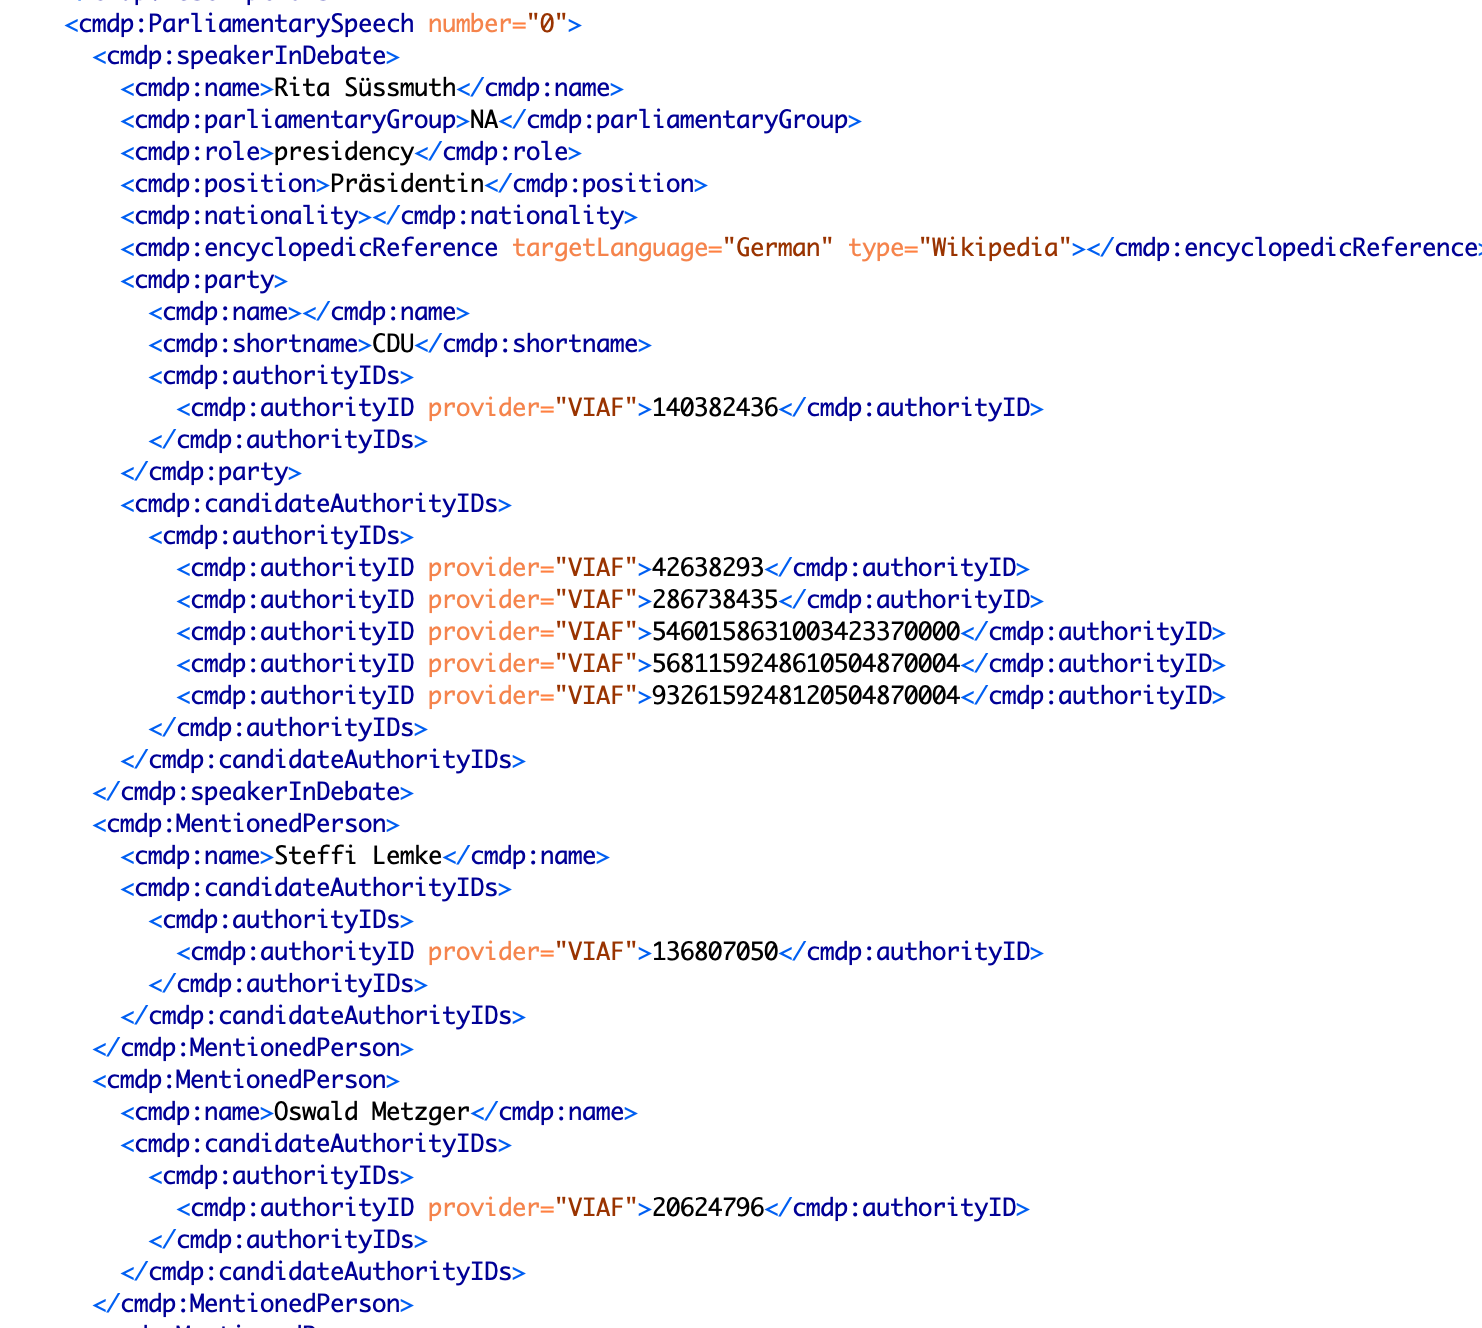 <cmdp:ParliamentarySpeech number="0">
<cmdp:speakerInDebate>
<cmdp:name>Rita Süssmuth</cmdp:name>
<cmdp:parliamentaryGroup>NA</cmdp:parliamentaryGroup>
<cmdp:role>presidency</cmdp:role>
<cmdp:position>Präsidentin</cmdp:position>
<cmdp:nationality></cmdp:nationality>
<cmdp:encyclopedicReference targetLanguage="German" type="Wikipedia"></cmdp:encyclopedicReference>
<cmdp:party>
<cmdp:name></cmdp:name>
<cmdp:shortname>CDU</cmdp:shortname>
<cmdp:authorityIDs>
<cmdp:authorityID provider="VIAF">140382436</cmdp:authorityID>
</cmdp:authorityIDs>
</cmdp:party>
<cmdp:candidateAuthorityIDs>
<cmdp:authorityIDs>
<cmdp:authorityID provider="VIAF">42638293</cmdp:authorityID>
<cmdp:authorityID provider="VIAF">286738435</cmdp:authorityID>
<cmdp:authorityID provider="VIAF">5460158631003423370000</cmdp:authorityID>
<cmdp:authorityID provider="VIAF">5681159248610504870004</cmdp:authorityID>
<cmdp:authorityID provider="VIAF">9326159248120504870004</cmdp:authorityID>
</cmdp:authorityIDs>
</cmdp:candidateAuthorityIDs>
</cmdp:speakerInDebate>
<cmdp:MentionedPerson>
<cmdp:name>Steffi Lemke</cmdp:name>
<cmdp:candidateAuthorityIDs>
<cmdp:authorityIDs>
<cmdp:authorityID provider="VIAF">136807050</cmdp:authorityID>
</cmdp:authorityIDs>
</cmdp:candidateAuthorityIDs>
</cmdp:MentionedPerson>
<cmdp:MentionedPerson>
<cmdp:name>Oswald Metzger</cmdp:name>
<cmdp:candidateAuthorityIDs>
<cmdp:authorityIDs>
<cmdp:authorityID provider="VIAF">20624796</cmdp:authorityID>
</cmdp:authorityIDs>
</cmdp:candidateAuthorityIDs>
</cmdp:MentionedPerson>